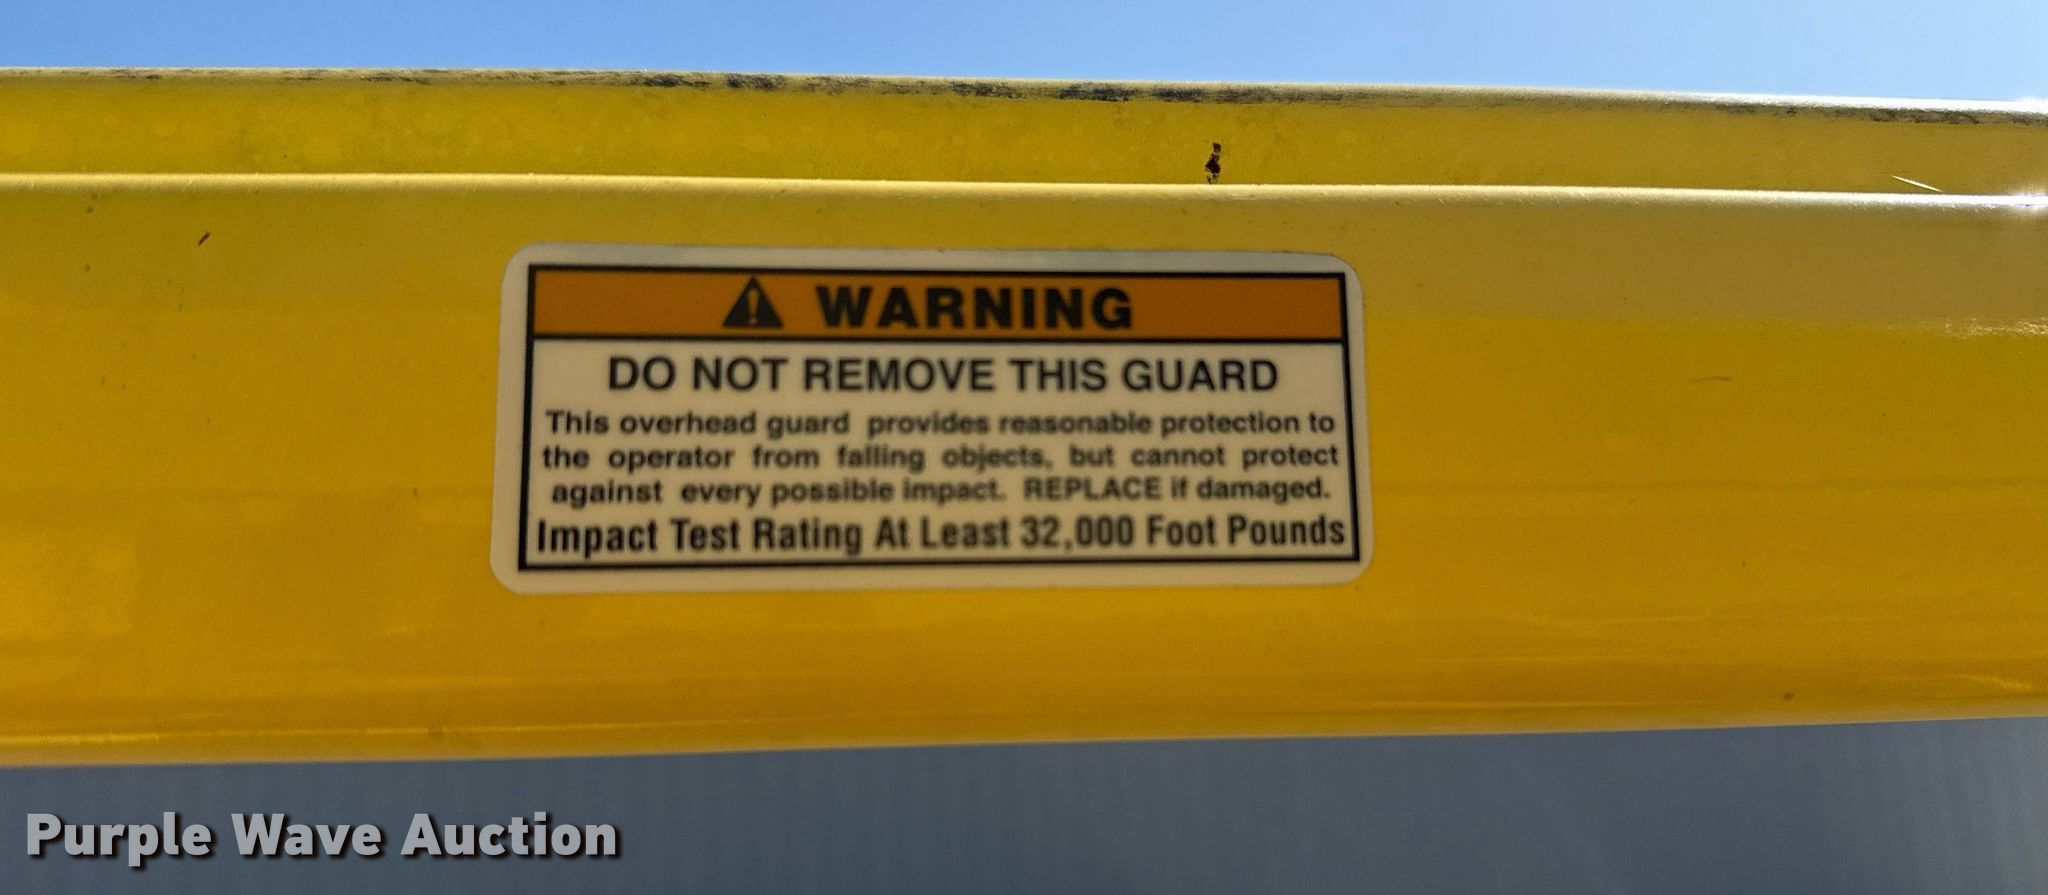 WARNING
DO NOT REMOVE THIS GUARD
This overhead guard provides reasonable protection to
the operator from falling objects, but cannot protect
against every possible impact. REPLACE if damaged.
Impact Test Rating At Least 32,000 Foot Pounds
Purple Wave Auction